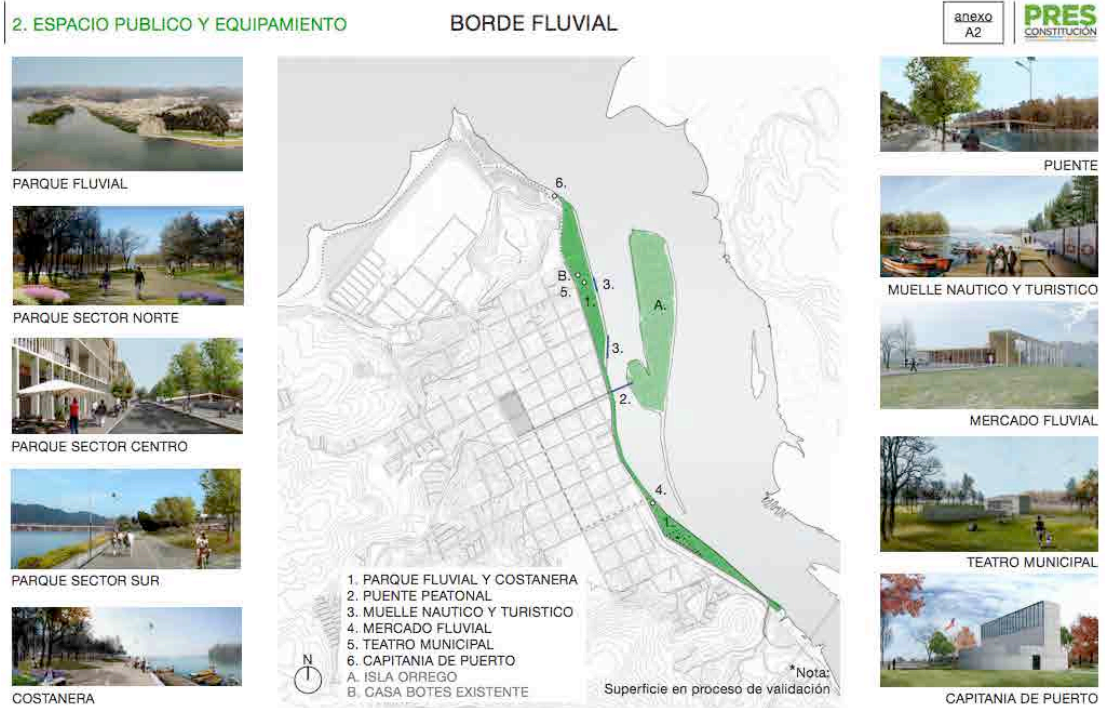 2. ESPACIO PUBLICO Y EQUIPAMIENTO
BORDE FLUVIAL
anexo
A2
PRES
CONSTITUCIÓN
PARQUE FLUVIAL
PARQUE SECTOR NORTE
PARQUE SECTOR CENTRO
PARQUE SECTOR SUR
COSTANERA
6.
B.
5.
3.
1.
A.
3.
2.
4.
1.
1. PARQUE FLUVIAL Y COSTANERA
2. PUENTE PEATONAL
3. MUELLE NAUTICO Y TURISTICO
4. MERCADO FLUVIAL
5. TEATRO MUNICIPAL
6. CAPITANIA DE PUERTO
A. ISLA ORREGO
B. CASA BOTES EXISTENTE
N
*Nota:
Superficie en proceso de validación
PUENTE
MUELLE NAUTICO Y TURISTICO
MERCADO FLUVIAL
TEATRO MUNICIPAL
CAPITANIA DE PUERTO